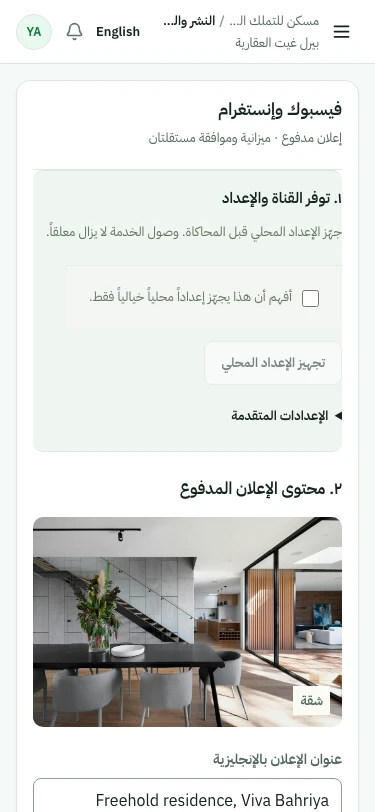 مسكن للتملك ال... / النشر وال...
بيرل غيت العقارية
English
YA
فيسبوك وإنستغرام
إعلان مدفوع · ميزانية وموافقة مستقلتان
١. توفر القناة والإعداد
جهّز الإعداد المحلي قبل المحاكاة. وصول الخدمة لا يزال معلقاً.
أفهم أن هذا يجهّز إعداداً محلياً خيالياً فقط.
تجهيز الإعداد المحلي
الإعدادات المتقدمة
٢. محتوى الإعلان المدفوع
شقة
عنوان الإعلان بالإنجليزية
Freehold residence, Viva Bahriya